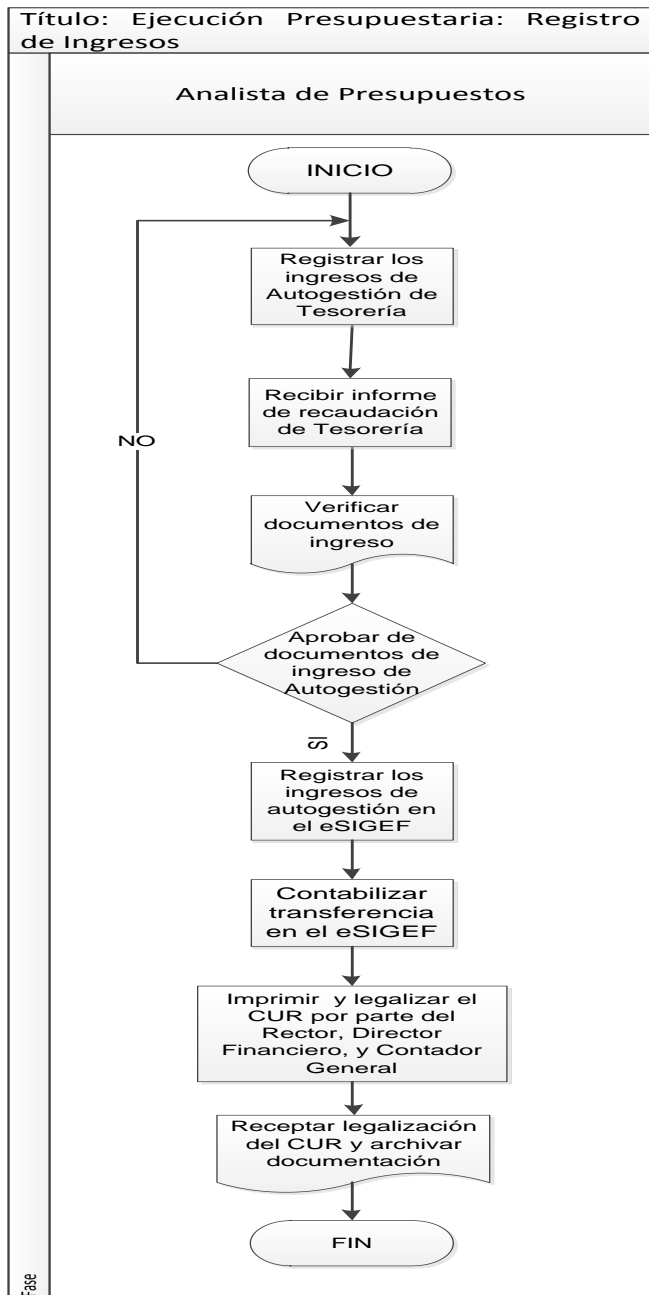 Título: Ejecución Presupuestaria: Registro
de Ingresos
Analista de Presupuestos
INICIO
Registrar los
ingresos de
Autogestión de
Tesorería
Recibir informe
de recaudación
de Tesorería
NO
Verificar
documentos de
ingreso
Aprobar de
documentos de
ingreso de
Autogestión
SI
Registrar los
ingresos de
autogestión en
el eSIGEF
Contabilizar
transferencia
en el eSIGEF
Imprimir y legalizar el
CUR por parte del
Rector, Director
Financiero, y Contador
General
Receptar legalización
del CUR y archivar
documentación
FIN
Fase